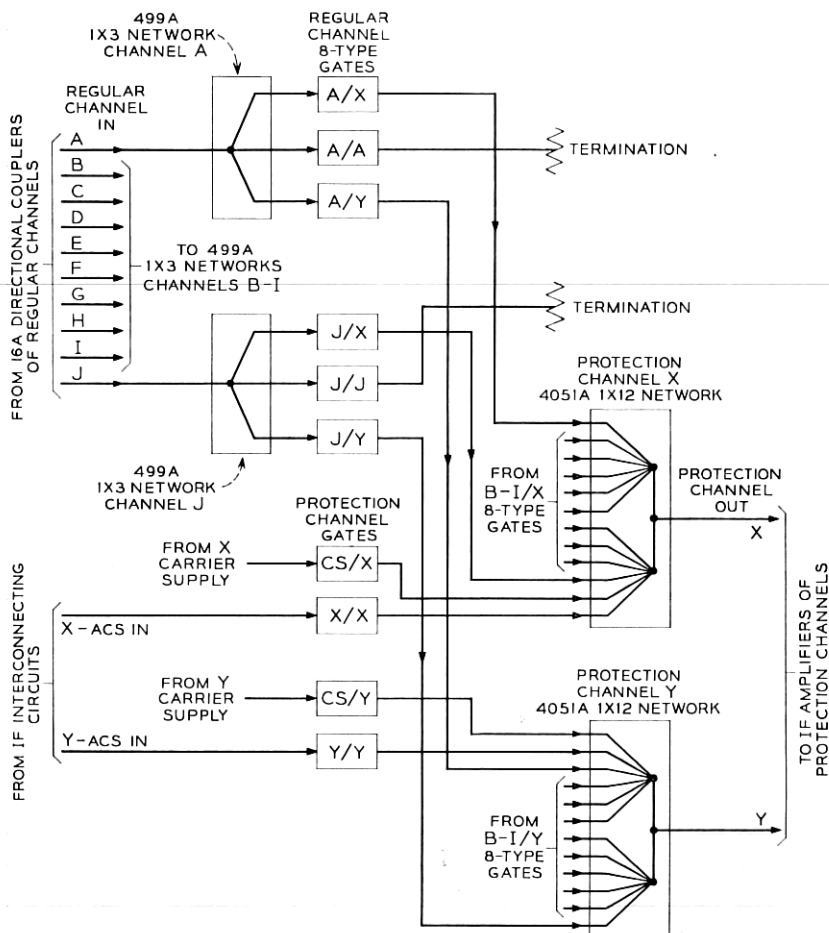 499A
1X3 NETWORK
CHANNEL A
REGULAR
CHANNEL
8-TYPE
GATES
REGULAR
CHANNEL
IN
FROM 16A DIRECTIONAL COUPLERS
OF REGULAR CHANNELS
A
B
C
D
E
F
G
H
I
J
TO 499A
1X3 NETWORKS
CHANNELS B-I
A/X
A/A
A/Y
TERMINATION
TERMINATION
J/X
J/J
J/Y
499A
1X3 NETWORK
CHANNEL J
PROTECTION
CHANNEL X
4051A 1X12 NETWORK
FROM
B-I/X
8-TYPE
GATES
PROTECTION
CHANNEL
OUT
X
PROTECTION
CHANNEL
GATES
FROM X
CARRIER
SUPPLY
CS/X
X-ACS IN
X/X
FROM IF INTERCONNECTING
CIRCUITS
FROM Y
CARRIER
SUPPLY
CS/Y
Y-ACS IN
Y/Y
PROTECTION
CHANNEL Y
4051A 1X12 NETWORK
FROM
B-I/Y
8-TYPE
GATES
Y
TO IF AMPLIFIERS OF
PROTECTION CHANNELS